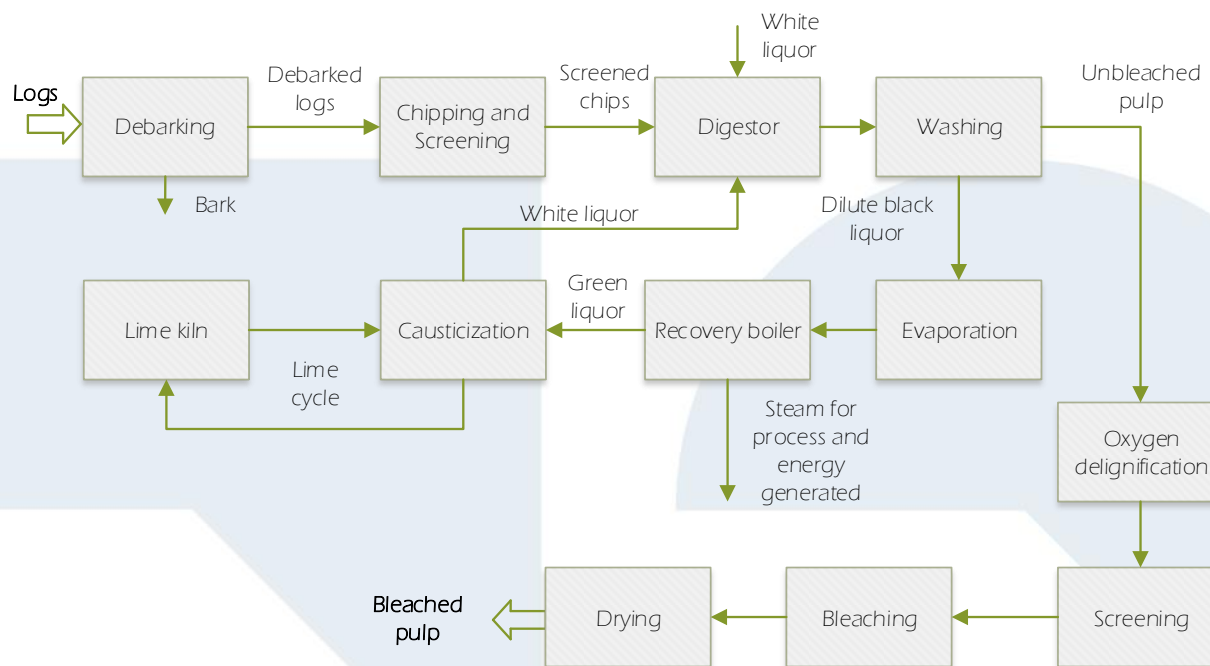 White
liquor
Logs
Debarked
logs
Screened
chips
Unbleached
pulp
Debarking
Chipping and
Screening
Digestor
Washing
Bark
White liquor
Dilute black
liquor
Green
liquor
Lime kiln
Causticization
Recovery boiler
Evaporation
Lime
cycle
Steam for
process and
energy
generated
Oxygen
delignification
Bleached
pulp
Drying
Bleaching
Screening